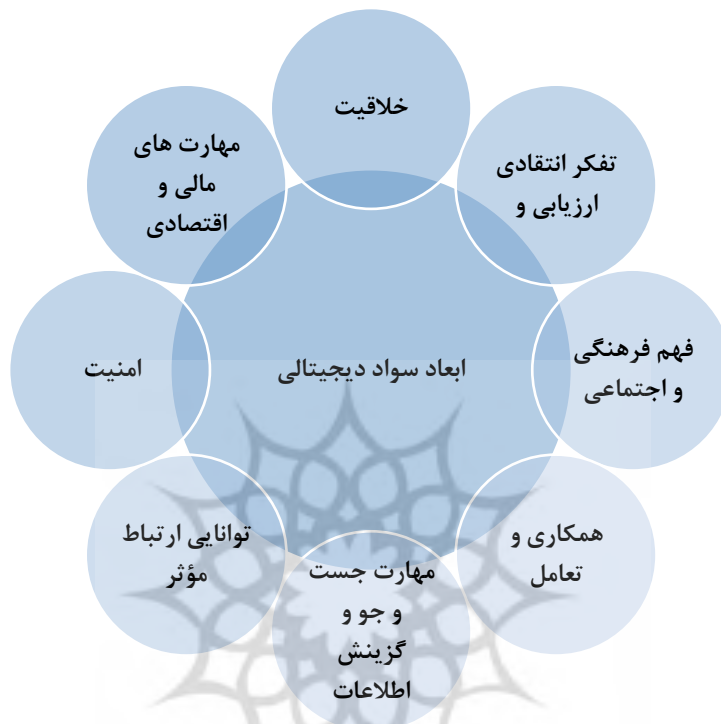 خلاقیت
تفکر انتقادی
ارزیابی و
فهم فرهنگی
و اجتماعی
همکاری و
تعامل
مهارت جست
و جو و
گزینش
اطلاعات
توانایی ارتباط
مؤثر
امنیت
مهارت های
مالی و
اقتصادی
ابعاد سواد دیجیتالی